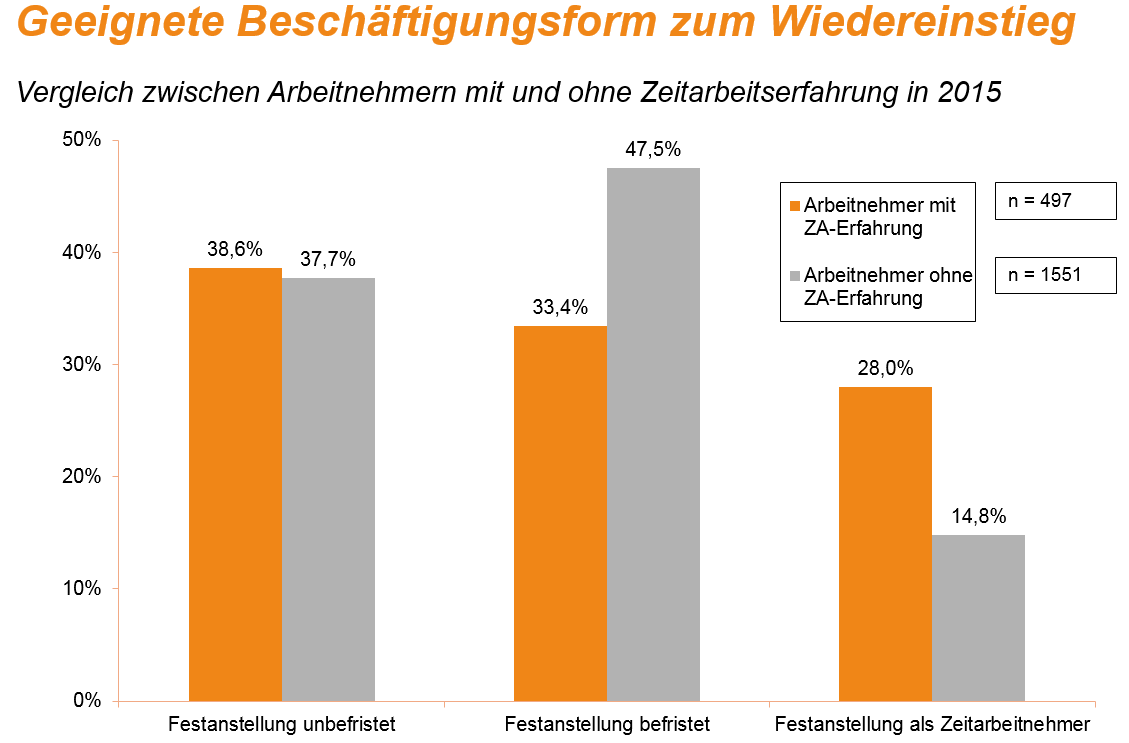 Geeignete Beschäftigungsform zum Wiedereinstieg
Vergleich zwischen Arbeitnehmern mit und ohne Zeitarbeitserfahrung in 2015
50%
40%
30%
20%
10%
0%
38,6%
37,7%
33,4%
47,5%
28,0%
14,8%
Arbeitnehmer mit
ZA-Erfahrung
n = 497
Arbeitnehmer ohne
ZA-Erfahrung
n = 1551
Festanstellung unbefristet
Festanstellung befristet
Festanstellung als Zeitarbeitnehmer